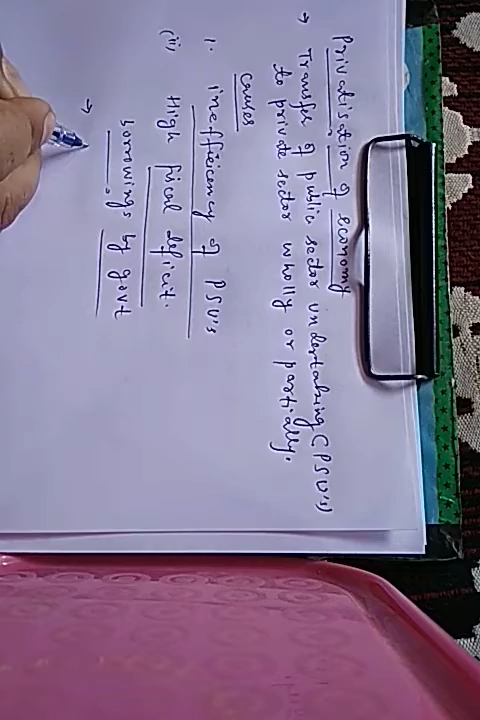 Privatisation of economy
→ Transfer of public sector undertaking (PSU's)
to private sector wholly or partially.
Causes
1. inefficiency of PSU's
(ii) High fiscal deficit.
borrowings by govt
→